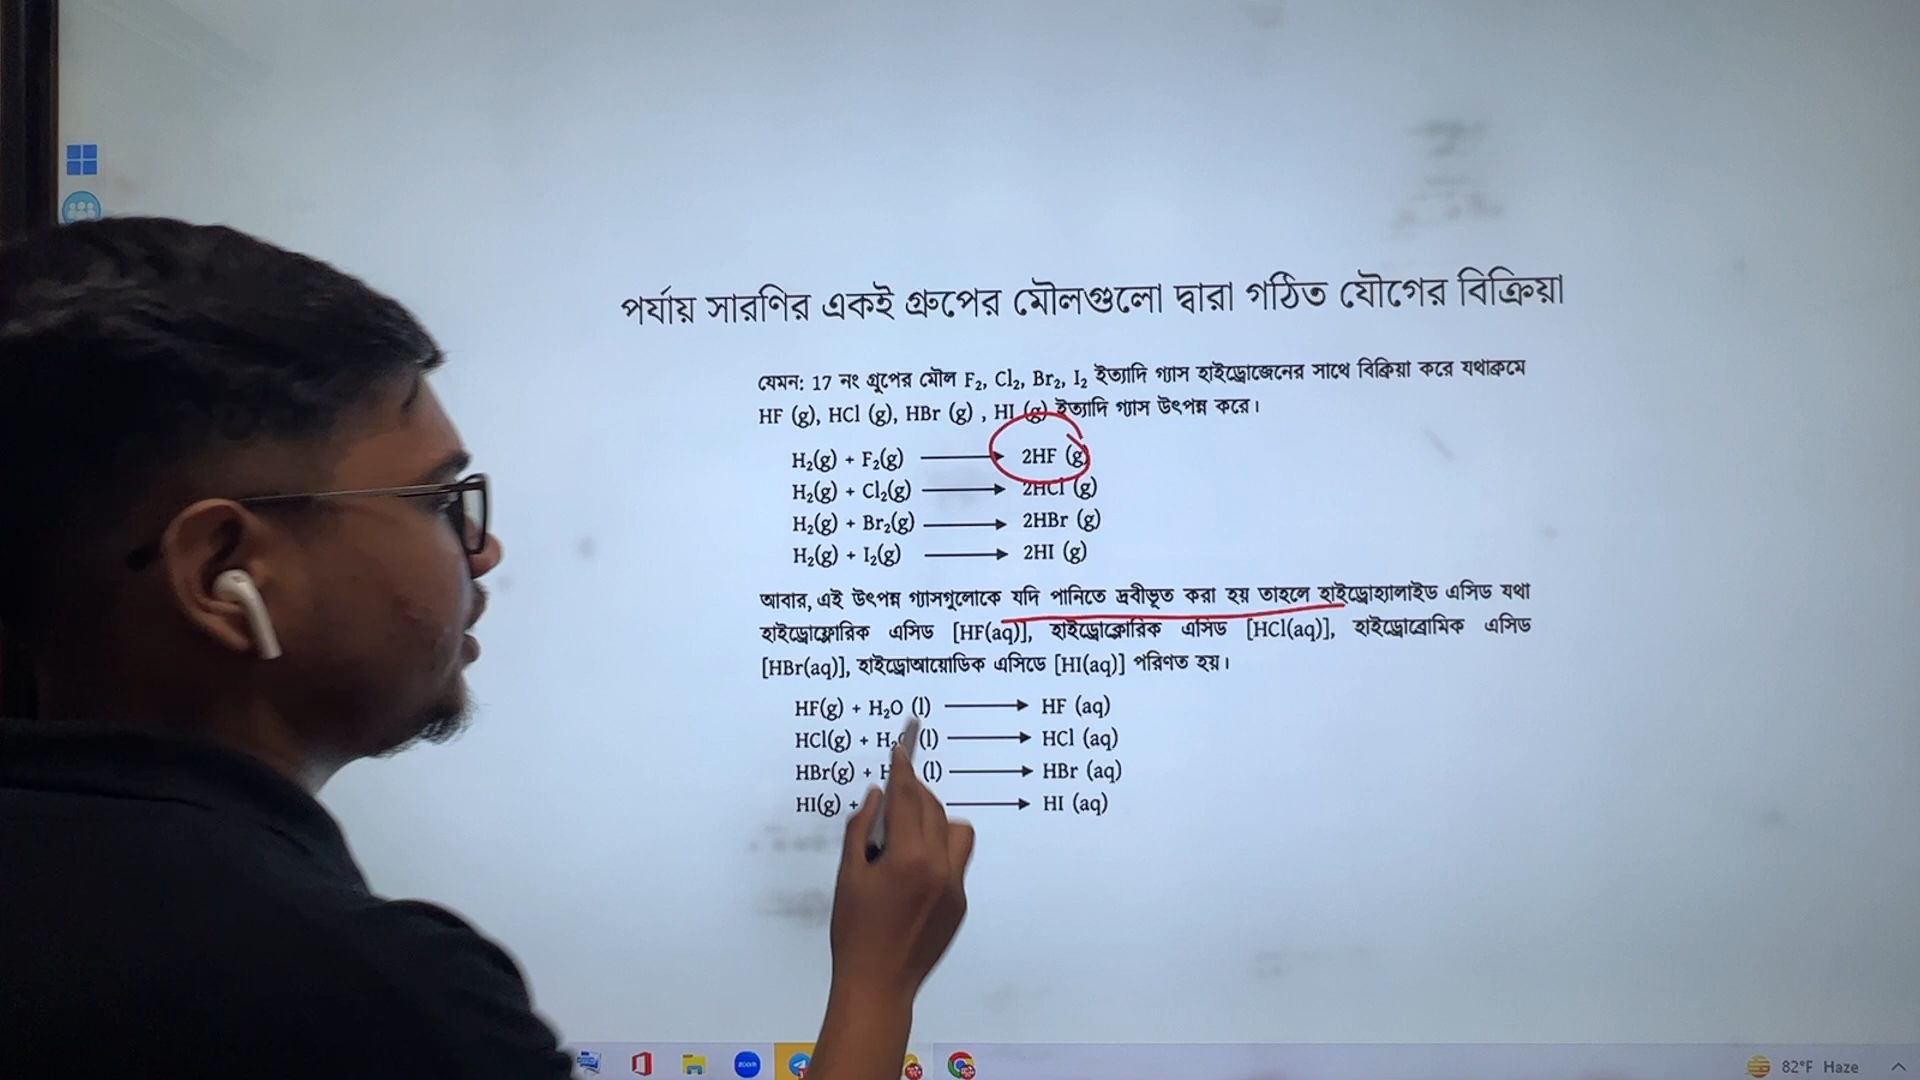 পর্যায় সারণির একই গ্রুপের মৌলগুলো দ্বারা গঠিত যৌগের বিক্রিয়া
যেমন: 17 নং গ্রুপের মৌল F₂, Cl₂, Br₂, I₂ ইত্যাদি গ্যাস হাইড্রোজেনের সাথে বিক্রিয়া করে যথাক্রমে
HF (g), HCl (g), HBr (g) , HI (g) ইত্যাদি গ্যাস উৎপন্ন করে।
H₂(g) + F₂(g) → 2HF (g)
H₂(g) + Cl₂(g) → 2HCl (g)
H₂(g) + Br₂(g) → 2HBr (g)
H₂(g) + I₂(g) → 2HI (g)
আবার, এই উৎপন্ন গ্যাসগুলোকে যদি পানিতে দ্রবীভূত করা হয় তাহলে হাইড্রোহ্যালাইড এসিড যথা
হাইড্রোফ্লোরিক এসিড [HF(aq)], হাইড্রোক্লোরিক এসিড [HCl(aq)], হাইড্রোব্রোমিক এসিড
[HBr(aq)], হাইড্রোআয়োডিক এসিডে [HI(aq)] পরিণত হয়।
HF(g) + H₂O (l) → HF (aq)
HCl(g) + H₂ (l) → HCl (aq)
HBr(g) + H (l) → HBr (aq)
HI(g) + → HI (aq)
zoom
82°F Haze